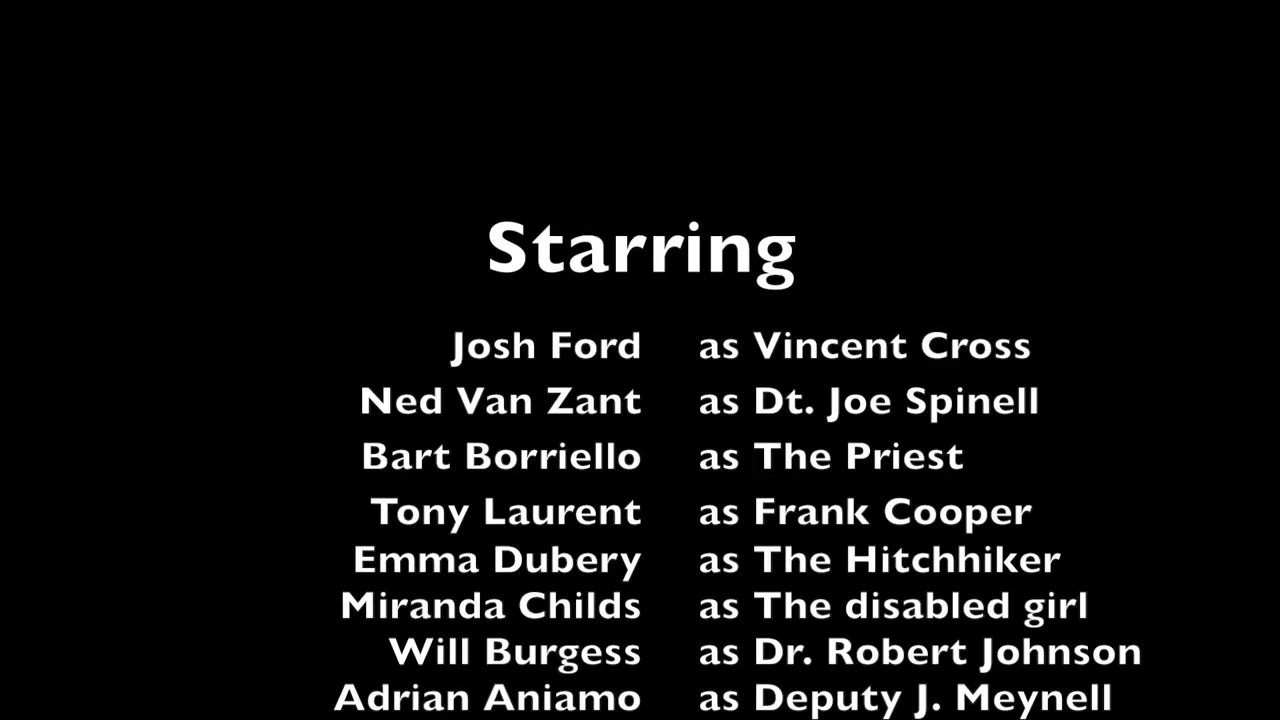 Starring
Josh Ford as Vincent Cross
Ned Van Zant as Dt. Joe Spinell
Bart Borriello as The Priest
Tony Laurent as Frank Cooper
Emma Dubery as The Hitchhiker
Miranda Childs as The disabled girl
Will Burgess as Dr. Robert Johnson
Adrian Aniamo as Deputy J. Meynell